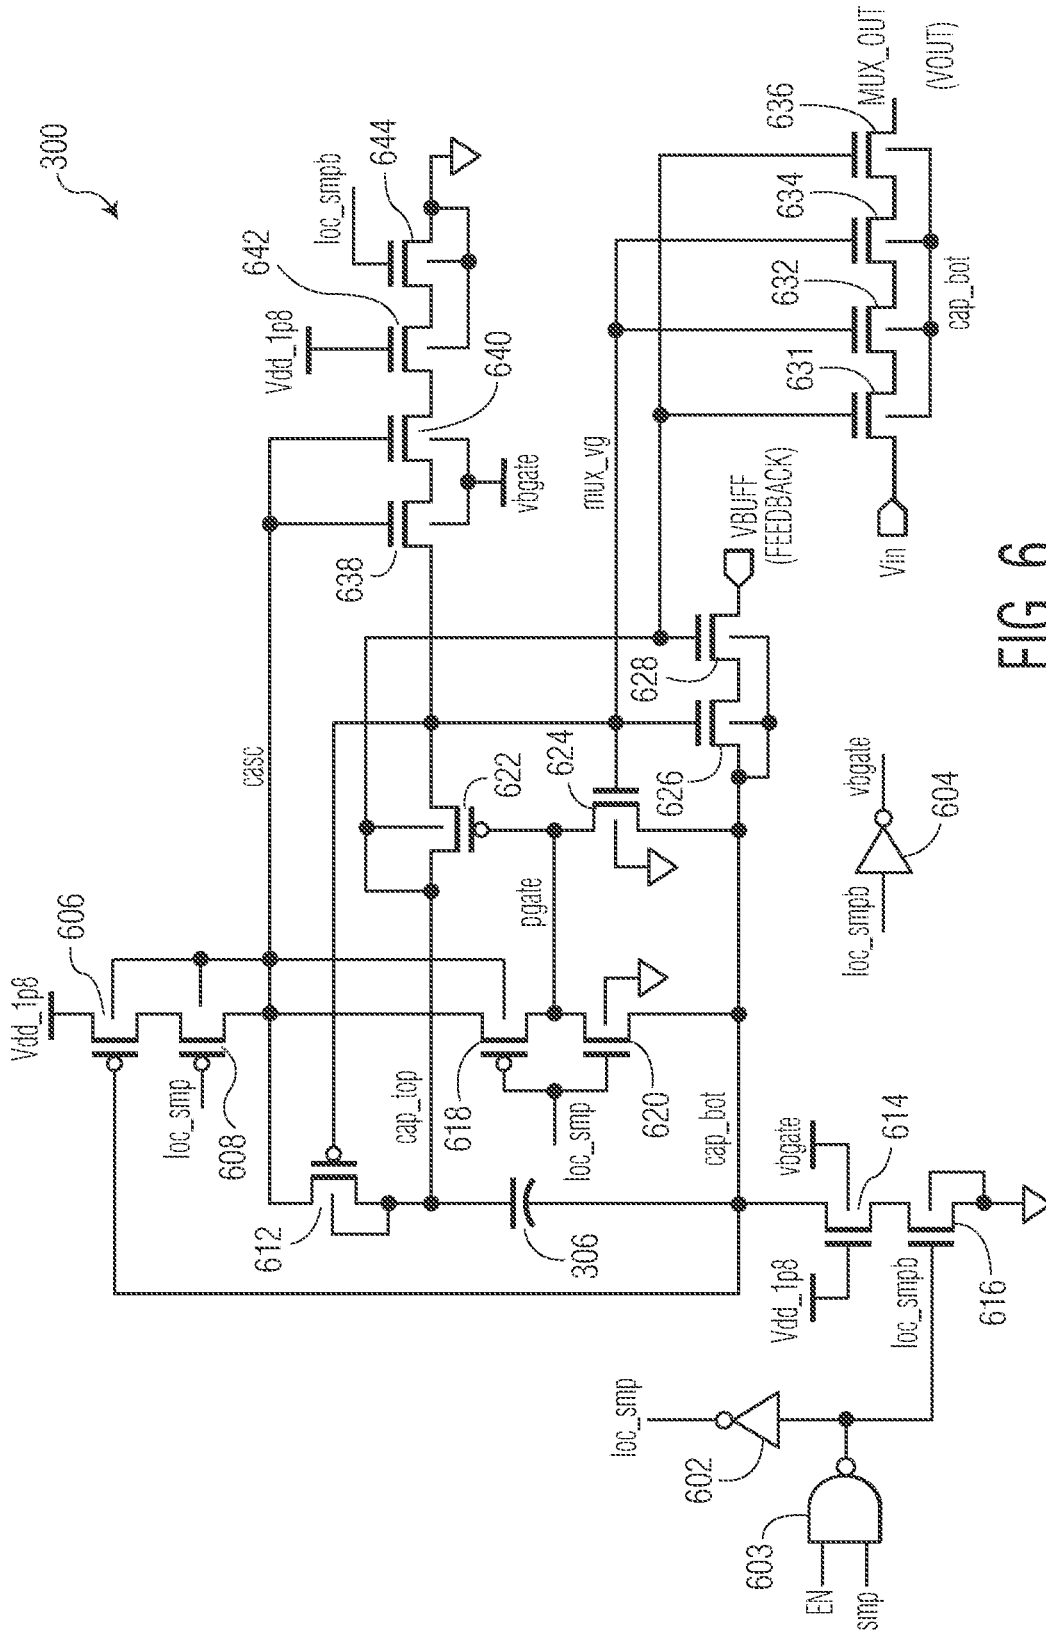 300
Vdd_1p8
606
loc_smp
608
casc
612
cap_top
306
618
loc_smp
620
pgate
622
624
626
628
VBUFF
(FEEDBACK)
638
640
vbgate
Vdd_1p8
642
loc_smpb
644
mux_vg
Vin
631
632
634
636
cap_bot
MUX_OUT
(VOUT)
cap_bot
Vdd_1p8
vbgate
614
loc_smpb
616
EN
smp
603
602
loc_smp
loc_smpb
vbgate
604
FIG. 6